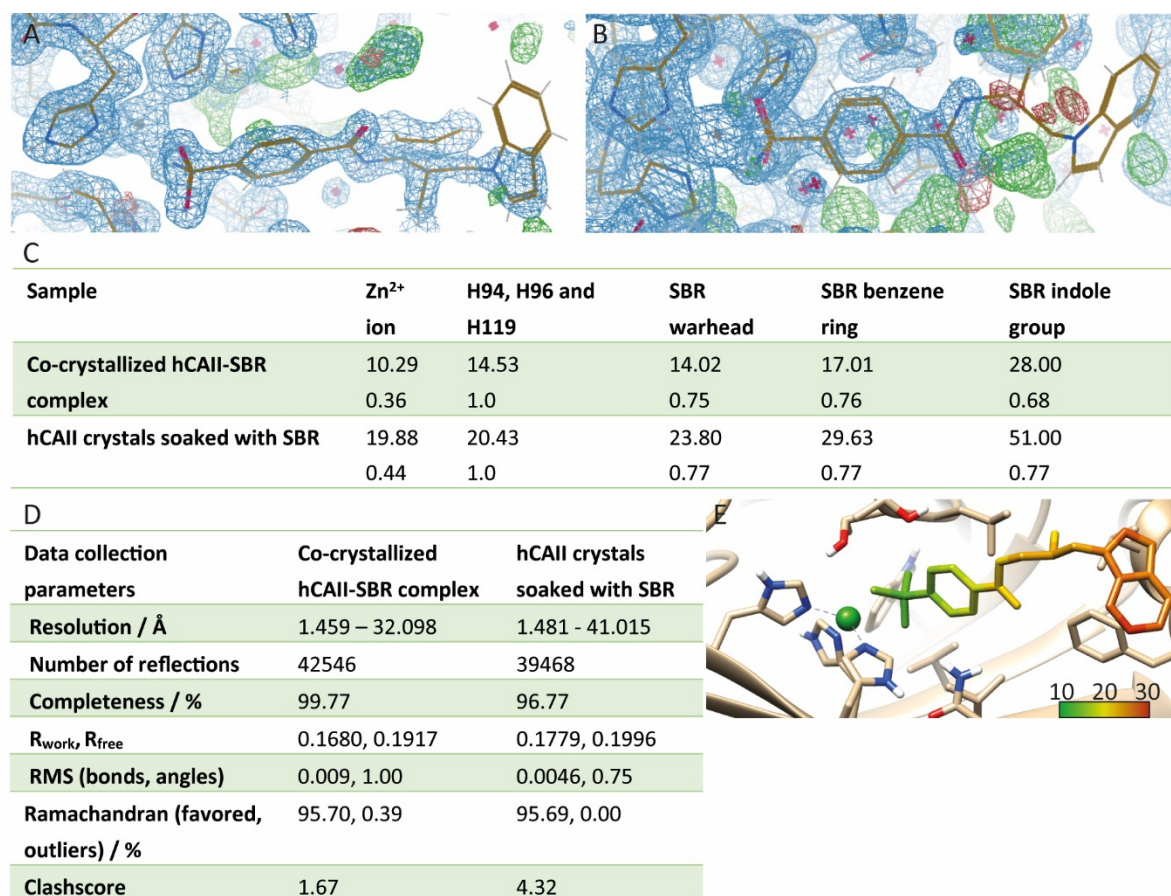 A
B
C
Sample Zn²⁺ ion H94, H96 and H119 SBR warhead SBR benzene ring SBR indole group
Co-crystallized hCAII-SBR complex 10.29 14.53 14.02 17.01 28.00
0.36 1.0 0.75 0.76 0.68
hCAII crystals soaked with SBR 19.88 20.43 23.80 29.63 51.00
0.44 1.0 0.77 0.77 0.77
D
Data collection parameters Co-crystallized hCAII-SBR complex hCAII crystals soaked with SBR
Resolution / Å 1.459 – 32.098 1.481 - 41.015
Number of reflections 42546 39468
Completeness / % 99.77 96.77
Rwork, Rfree 0.1680, 0.1917 0.1779, 0.1996
RMS (bonds, angles) 0.009, 1.00 0.0046, 0.75
Ramachandran (favored, outliers) / % 95.70, 0.39 95.69, 0.00
Clashscore 1.67 4.32
E
10 20 30